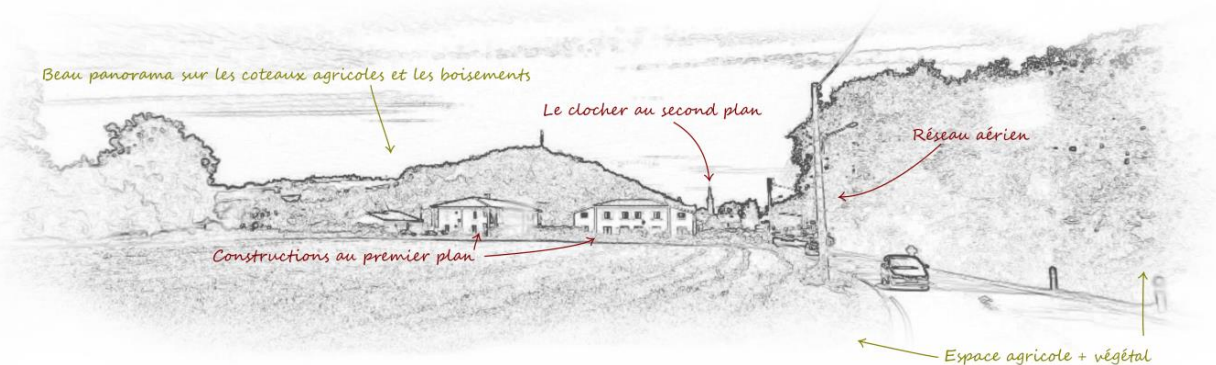 Beau panorama sur les coteaux agricoles et les boisements
Le clocher au second plan
Réseau aérien
Constructions au premier plan
Espace agricole + végétal